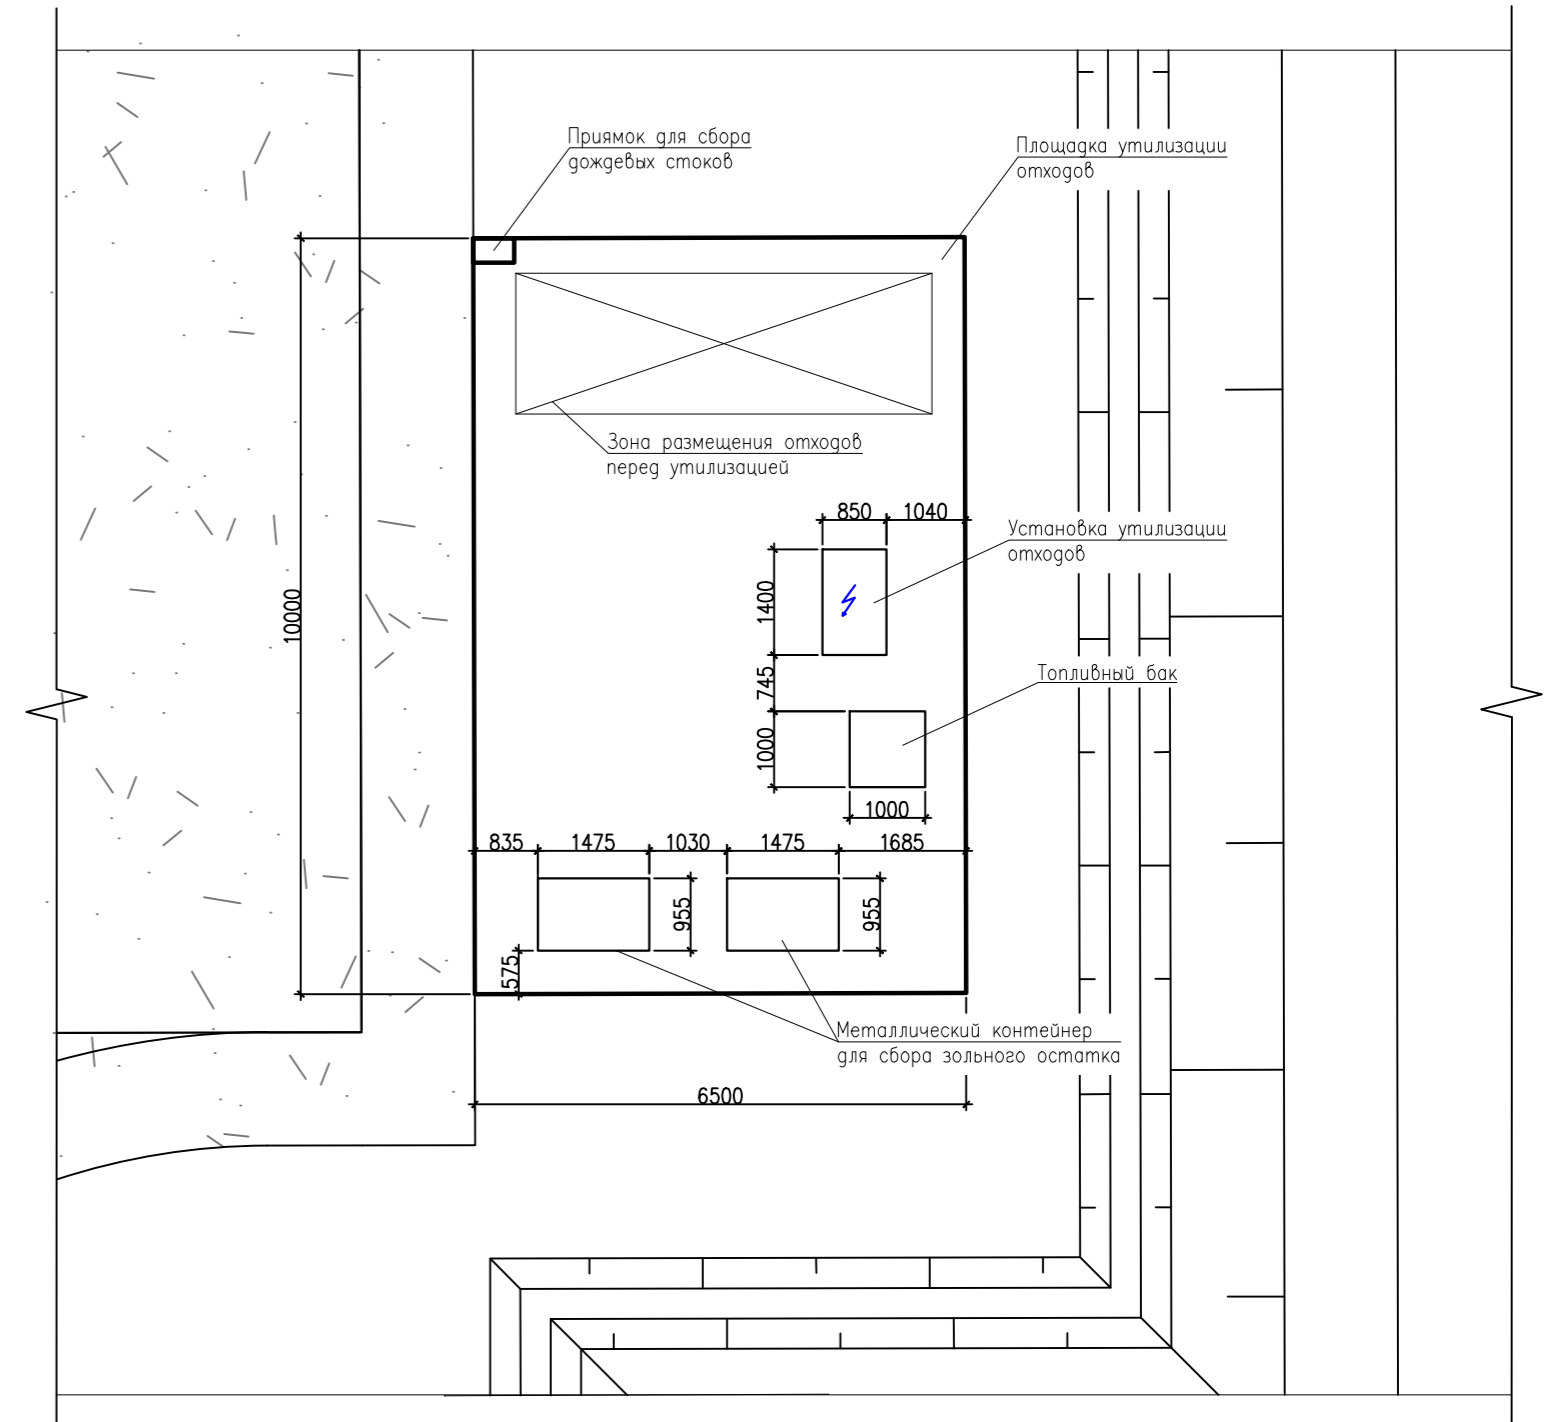 Приямок для сбора
дождевых стоков
Площадка утилизации
отходов
Зона размещения отходов
перед утилизацией
850
1040
Установка утилизации
отходов
1400
10000
745
Топливный бак
1000
1000
835
1475
1030
1475
1685
955
955
575
Металлический контейнер
для сбора зольного остатка
6500